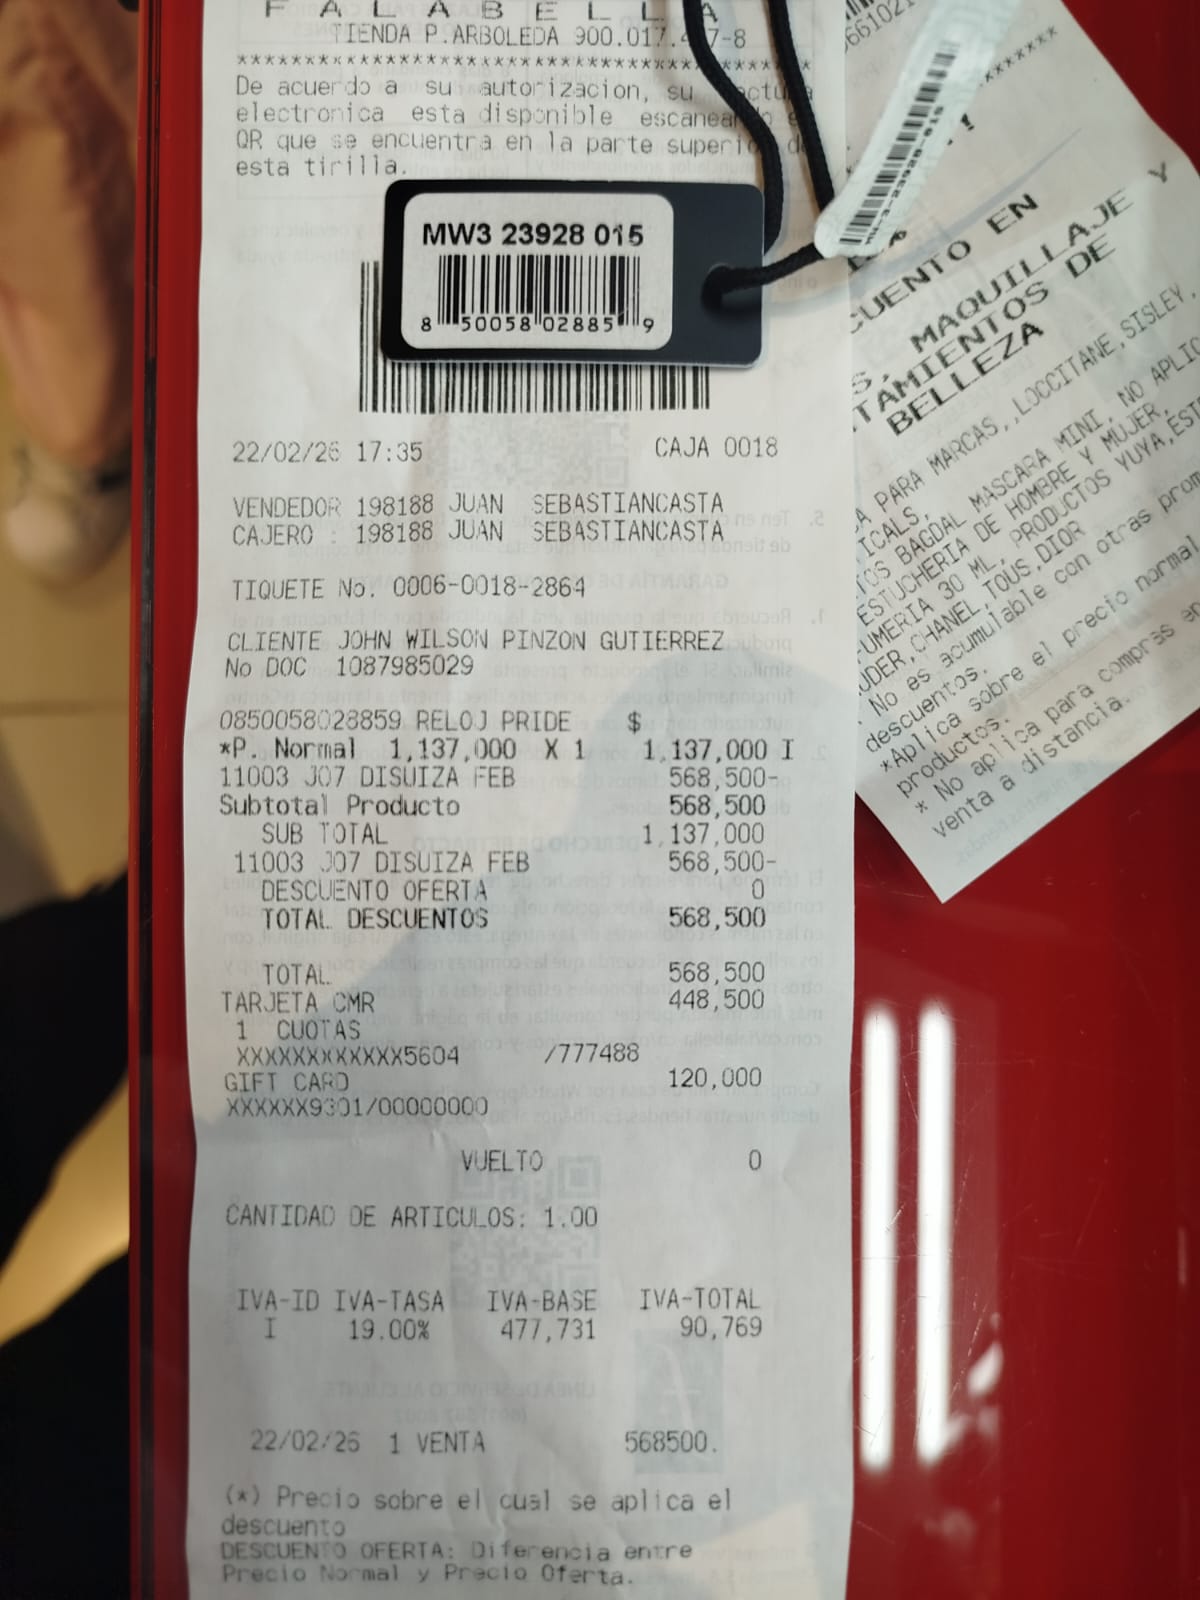 FALABELLA
TIENDA P.ARBOLEDA 900.017. 7-8
****************************************
De acuerdo a su autorizacion, su
electronica esta disponible
QR que se encuentra en la parte
esta tirilla.
MW3 23928 015
8 50058 02885 9
22/02/26 17:35 CAJA 0018
VENDEDOR 198188 JUAN SEBASTIANCASTA
CAJERO : 198188 JUAN SEBASTIANCASTA
TIQUETE No. 0006-0018-2864
CLIENTE JOHN WILSON PINZON GUTIERREZ
No DOC 1087985029
0850058028859 RELOJ PRIDE $
*P. Normal 1,137,000 X 1 1,137,000 I
11003 J07 DISUIZA FEB 568,500-
Subtotal Producto 568,500
SUB TOTAL 1,137,000
11003 J07 DISUIZA FEB 568,500-
DESCUENTO OFERTA 0
TOTAL DESCUENTOS 568,500
TOTAL 568,500
TARJETA CMR 448,500
1 CUOTAS
XXXXXXXXXXXX5604 /777488
GIFT CARD 120,000
XXXXXX9301/00000000
VUELTO 0
CANTIDAD DE ARTICULOS: 1.00
IVA-ID IVA-TASA IVA-BASE IVA-TOTAL
I 19.00% 477,731 90,769
22/02/26 1 VENTA 568500.
(*) Precio sobre el cual se aplica el
descuento
DESCUENTO OFERTA: Diferencia entre
Precio Normal y Precio Oferta.
EN
MAQUILLAJE Y
DE
BELLEZA
PARA MARCAS,,LOCCITANE,SISLEY,
MASCARA MINI, NO
BAGDAL
ESTUCHERIA DE HOMBRE Y MUJER,
30 ML, PRODUCTOS YUYA,
CHANEL TOUS,DIOR
No es acumulable con otras
descuentos.
*Aplica sobre el precio normal
productos.
* No aplica para compras
venta a distancia.